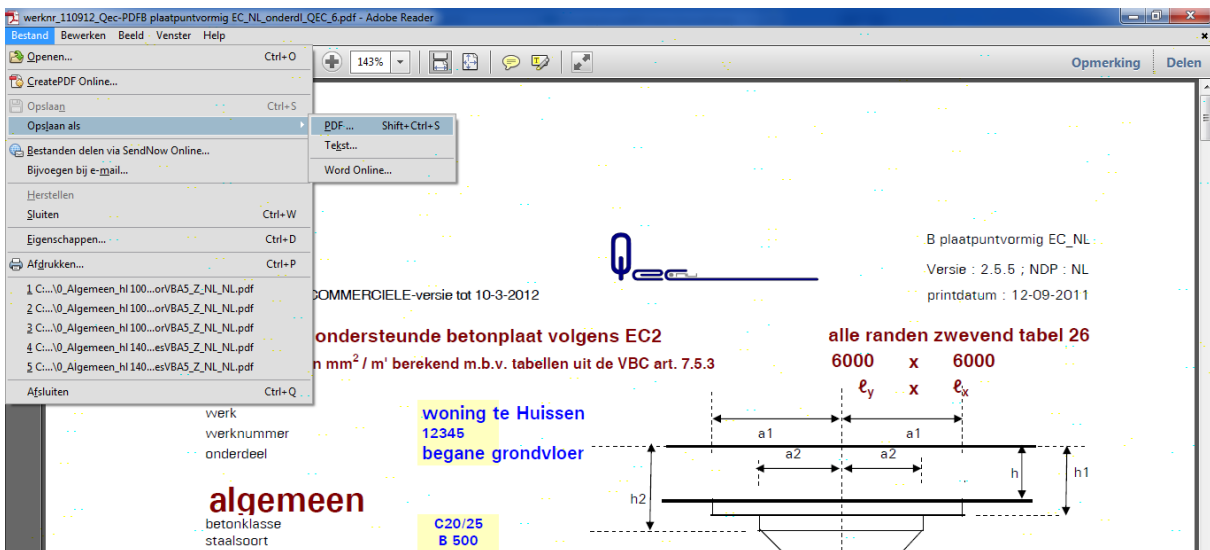 werknr_110912_Qec-PDFB plaatpuntvormig EC_NL_onderdl_QEC_6.pdf - Adobe Reader
Bestand Bewerken Beeld Venster Help
Openen... Ctrl+O
143%
Opmerking Delen
CreatePDF Online...
Opslaan Ctrl+S
Opslaan als
PDF ... Shift+Ctrl+S
Tekst...
Word Online...
Bestanden delen via SendNow Online...
Bijvoegen bij e-mail...
Herstellen
Sluiten Ctrl+W
Eigenschappen... Ctrl+D
Afdrukken... Ctrl+P
1 C:...\0_Algemeen_hl 100...orVBA5_Z_NL_NL.pdf
2 C:...\0_Algemeen_hl 100...orVBA5_Z_NL_NL.pdf
3 C:...\0_Algemeen_hl 100...orVBA5_Z_NL_NL.pdf
4 C:...\0_Algemeen_hl 140...esVBA5_Z_NL_NL.pdf
5 C:...\0_Algemeen_hl 140...esVBA5_Z_NL_NL.pdf
Afsluiten Ctrl+Q
Qec
B plaatpuntvormig EC_NL
Versie : 2.5.5 ; NDP : NL
COMMERCIELE-versie tot 10-3-2012
printdatum : 12-09-2011
ondersteunde betonplaat volgens EC2
alle randen zwevend tabel 26
n mm² / m' berekend m.b.v. tabellen uit de VBC art. 7.5.3
6000 x 6000
ℓy x ℓx
werk woning te Huissen
werknummer 12345
onderdeel begane grondvloer
a1 a1
a2 a2
h h1
h2
algemeen
betonklasse C20/25
staalsoort B 500